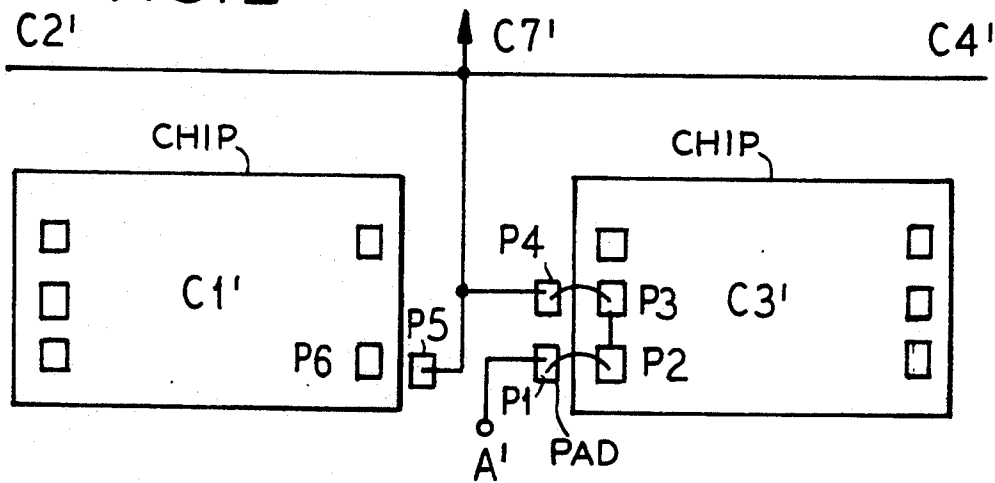 C2' C7' C4'
CHIP CHIP
P4
C1' P3 C3'
P5
P6 P2
P1
A' PAD